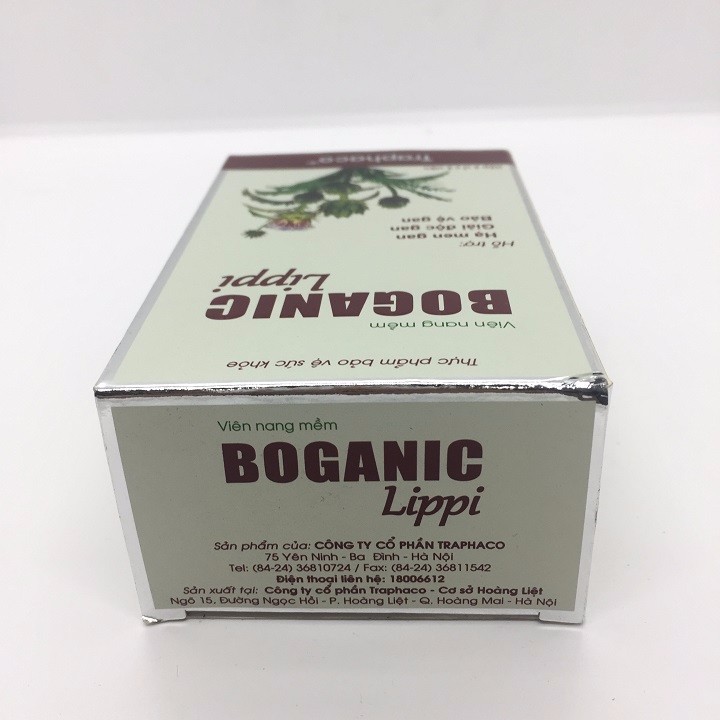 Traphaco
Hỗ trợ:
Hạ men gan
Giải độc gan
Bảo vệ gan
Viên nang mềm
BOGANIC
Lippi
Thực phẩm bảo vệ sức khỏe
Viên nang mềm
BOGANIC
Lippi
Sản phẩm của: CÔNG TY CỔ PHẦN TRAPHACO
75 Yên Ninh - Ba Đình - Hà Nội
Tel: (84-24) 36810724 / Fax: (84-24) 36811542
Điện thoại liên hệ: 18006612
Sản xuất tại: Công ty cổ phần Traphaco - Cơ sở Hoàng Liệt
Ngõ 15, Đường Ngọc Hồi - P. Hoàng Liệt - Q. Hoàng Mai - Hà Nội